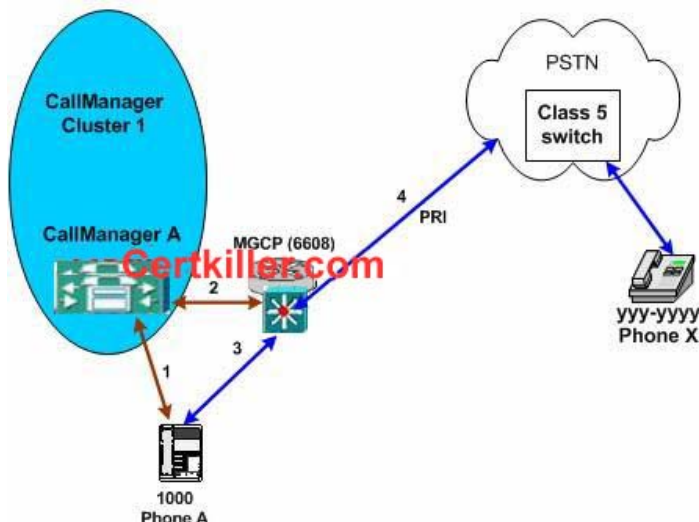 CallManager
Cluster 1
PSTN
Class 5
switch
4
PRI
CallManager A
MGCP (6608)
Certkiller.com
2
yyy-yyyy
Phone X
3
1
1000
Phone A